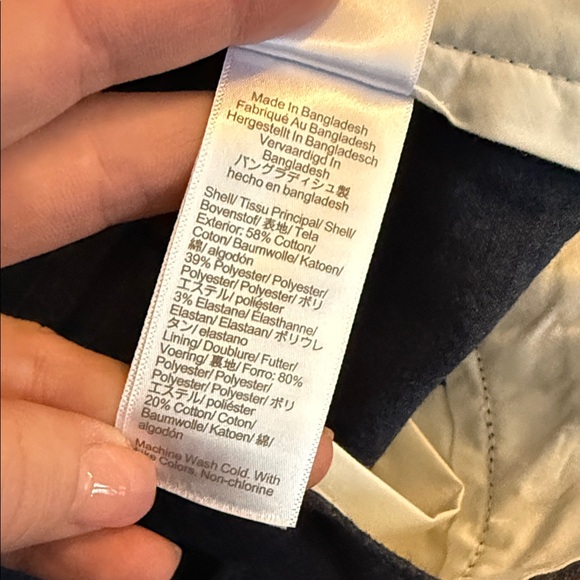 Made In Bangladesh
Fabriqué Au Bangladesh
Hergestellt In Bangladesch
Vervaardigd In
Bangladesh
バングラディシュ製
hecho en bangladesh
Shell/ Tissu Principal/ Shell/
Bovenstof/ 表地/ Tela
Exterior: 58% Cotton/
Coton/ Baumwolle/ Katoen/
綿/ algodón
39% Polyester/ Polyester/
Polyester/ Polyester/ ポリ
エステル/ poliéster
3% Elastane/ Élasthanne/
Elastan/ Elastaan/ ポリウレ
タン/ elastano
Lining/ Doublure/ Futter/
Voering/ 裏地/ Forro: 80%
Polyester/ Polyester/
Polyester/ Polyester/ ポリ
エステル/ poliéster
20% Cotton/ Coton/
Baumwolle/ Katoen/ 綿/
algodón
Machine Wash Cold. With
Like Colors. Non-chlorine